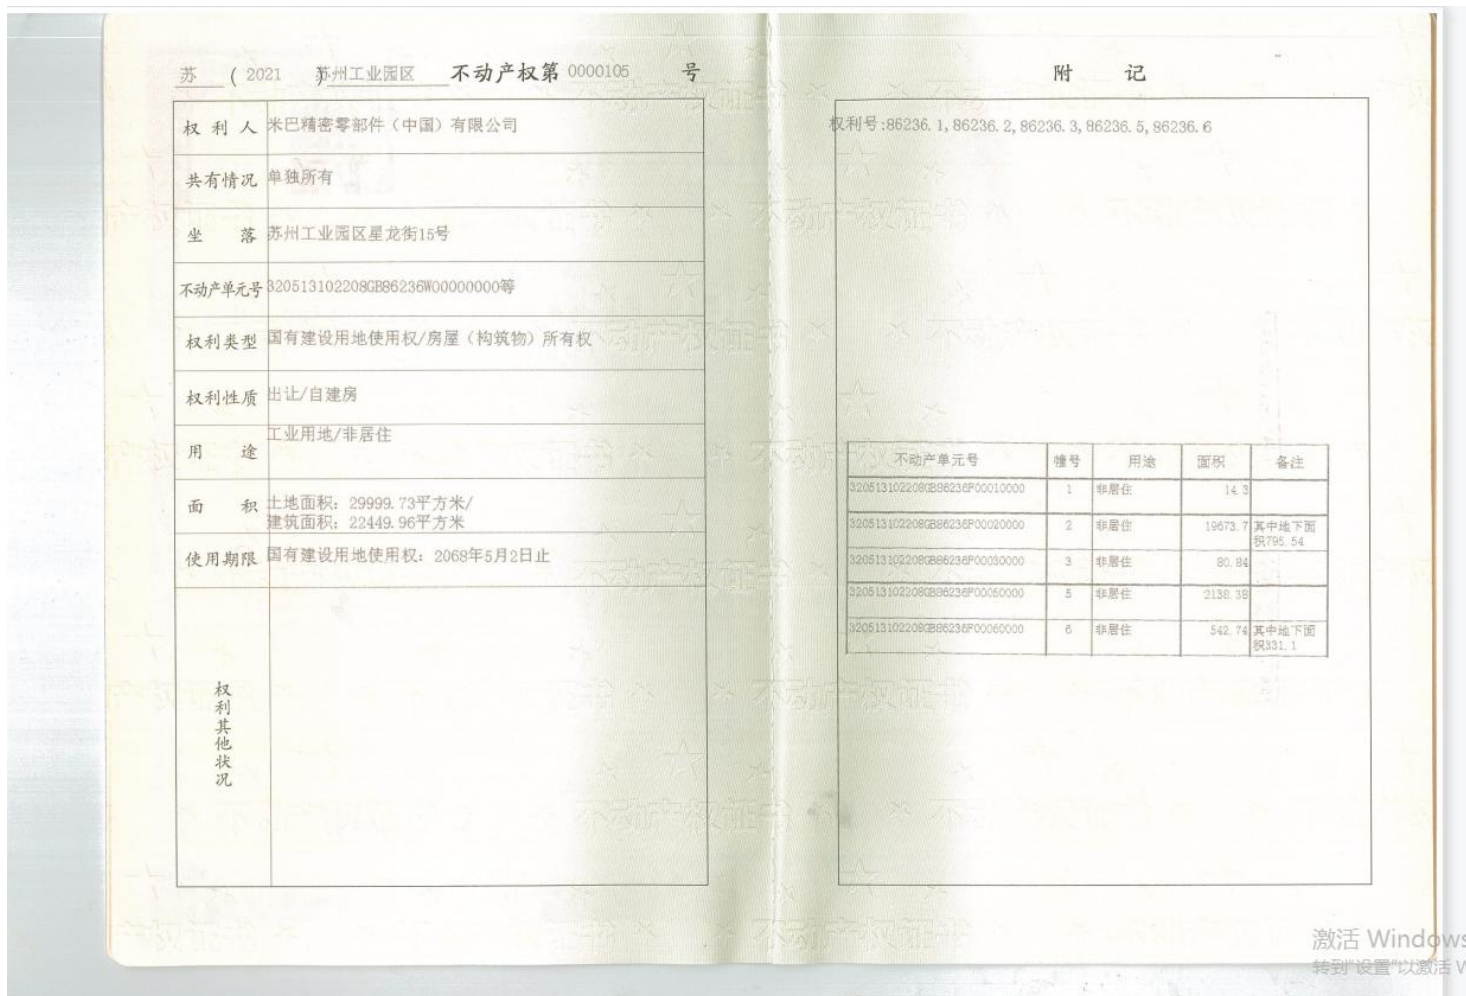 苏（2021）苏州工业园区 不动产权第 0000105 号
权利人 米巴精密零部件（中国）有限公司
共有情况 单独所有
坐落 苏州工业园区星龙街15号
不动产单元号 320513102208GB86236W00000000等
权利类型 国有建设用地使用权/房屋（构筑物）所有权
权利性质 出让/自建房
用途 工业用地/非居住
面积 土地面积：29999.73平方米/
建筑面积：22449.96平方米
使用期限 国有建设用地使用权：2068年5月2日止
权利其他状况
附 记
权利号:86236.1,86236.2,86236.3,86236.5,86236.6
不动产单元号 幢号 用途 面积 备注
320513102208GB86236F00010000 1 非居住 14.3
320513102208GB86236F00020000 2 非居住 19673.7 其中地下面
积795.54
320513102208GB86236F00030000 3 非居住 80.84
320513102208GB86236F00050000 5 非居住 2138.38
320513102208GB86236F00060000 6 非居住 542.74 其中地下面
积331.1
激活 Windows
转到"设置"以激活 W